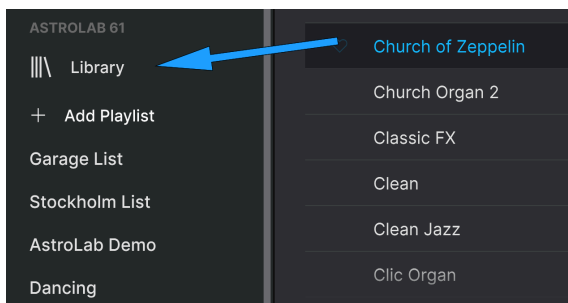 ASTROLAB 61
Library
+ Add Playlist
Garage List
Stockholm List
AstroLab Demo
Dancing
Church of Zeppelin
Church Organ 2
Classic FX
Clean
Clean Jazz
Clic Organ